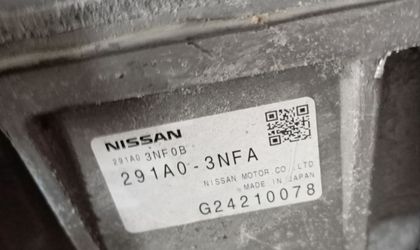 NISSAN
291A0 3NF0B
291A0-3NFA
NISSAN MOTOR CO.,LTD.
MADE IN JAPAN
G24210078